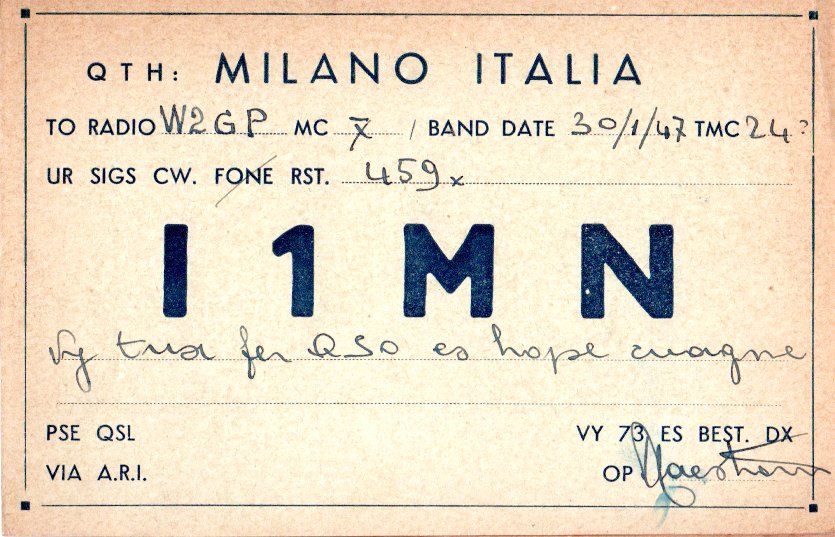 QTH: MILANO ITALIA
TO RADIO W2GP MC 7 / BAND DATE 30/1/47 TMC 24?
UR SIGS CW. FONE RST. 459x
I1MN
Vy tnx fer QSO es hope cuagne
PSE QSL VY 73 ES BEST. DX
VIA A.R.I. OP